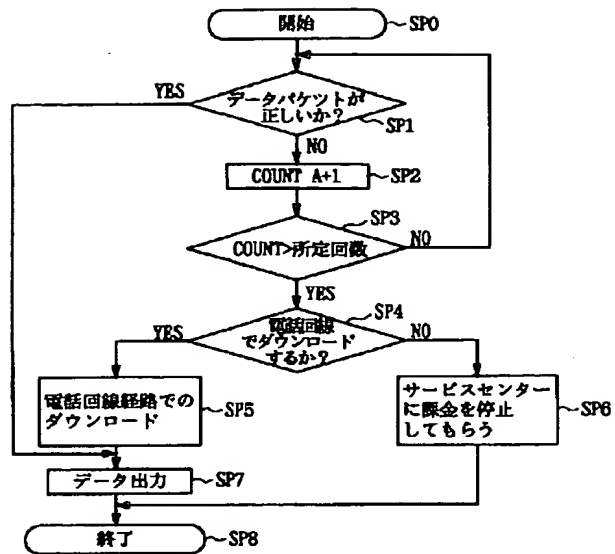 開始
SP0
YES
データパケットが
正しいか?
SP1
NO
COUNT A+1
SP2
SP3
COUNT>所定回数
NO
YES
SP4
YES
電話回線
でダウンロード
するか?
NO
電話回線経路での
ダウンロード
SP5
サービスセンター
に課金を停止
してもらう
SP6
データ出力
SP7
終了
SP8